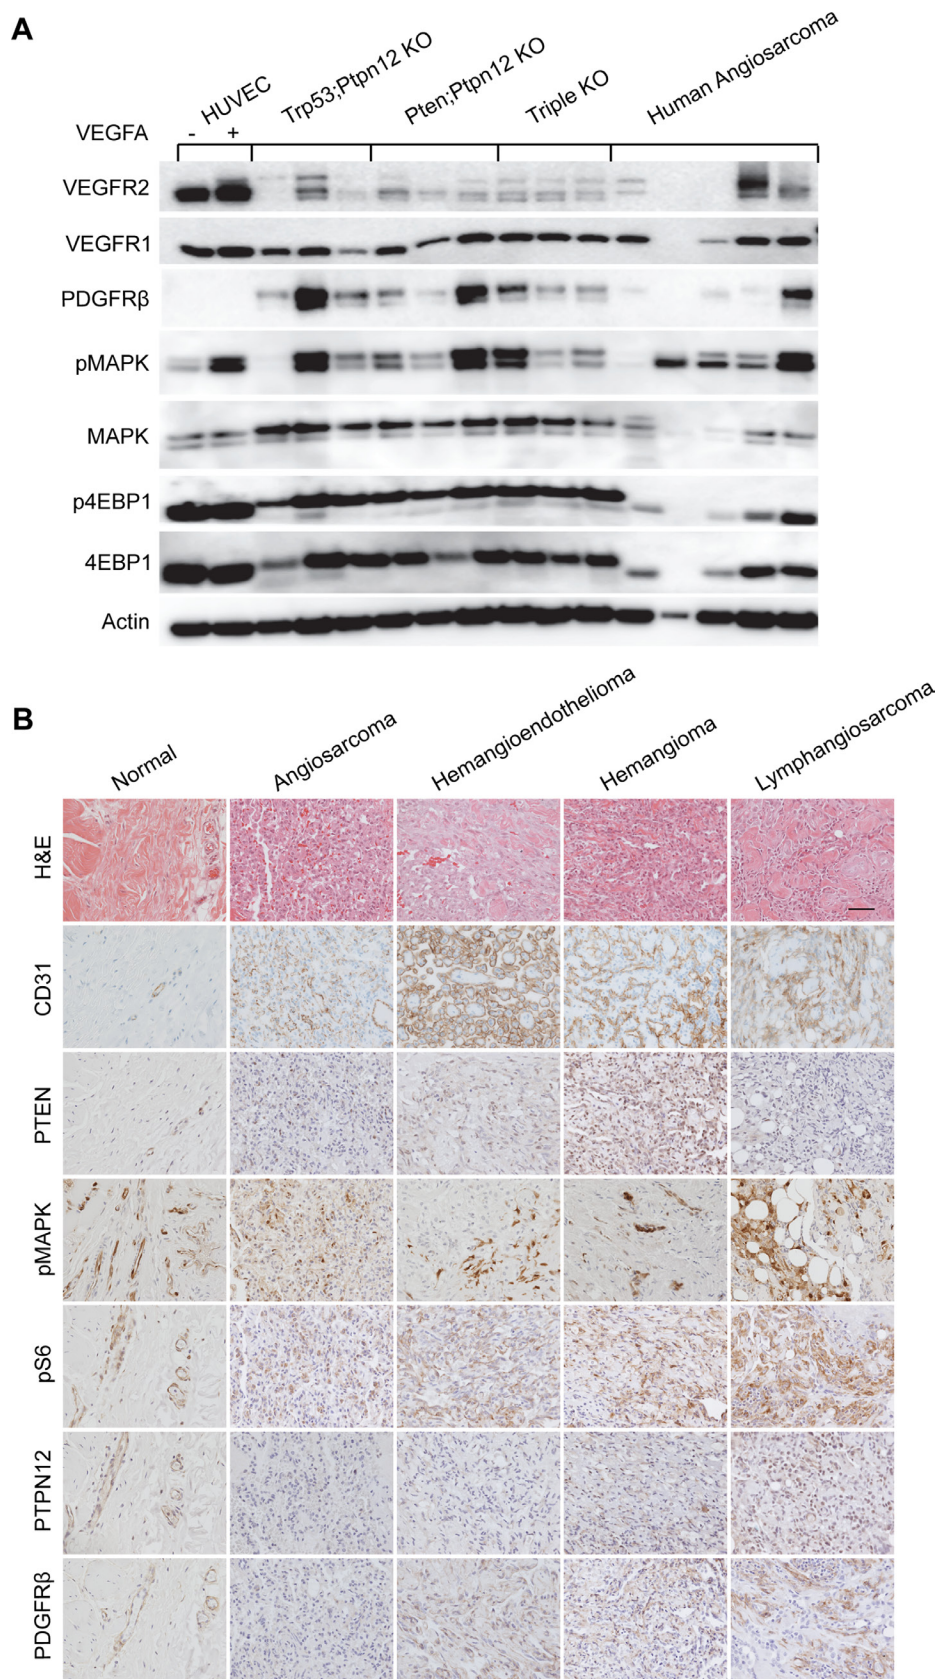 A
HUVEC
Trp53;Ptpn12 KO
Pten;Ptpn12 KO
Triple KO
Human Angiosarcoma
VEGFA - +
VEGFR2
VEGFR1
PDGFRβ
pMAPK
MAPK
p4EBP1
4EBP1
Actin
B
Normal
Angiosarcoma
Hemangioendothelioma
Hemangioma
Lymphangiosarcoma
H&E
CD31
PTEN
pMAPK
pS6
PTPN12
PDGFRβ